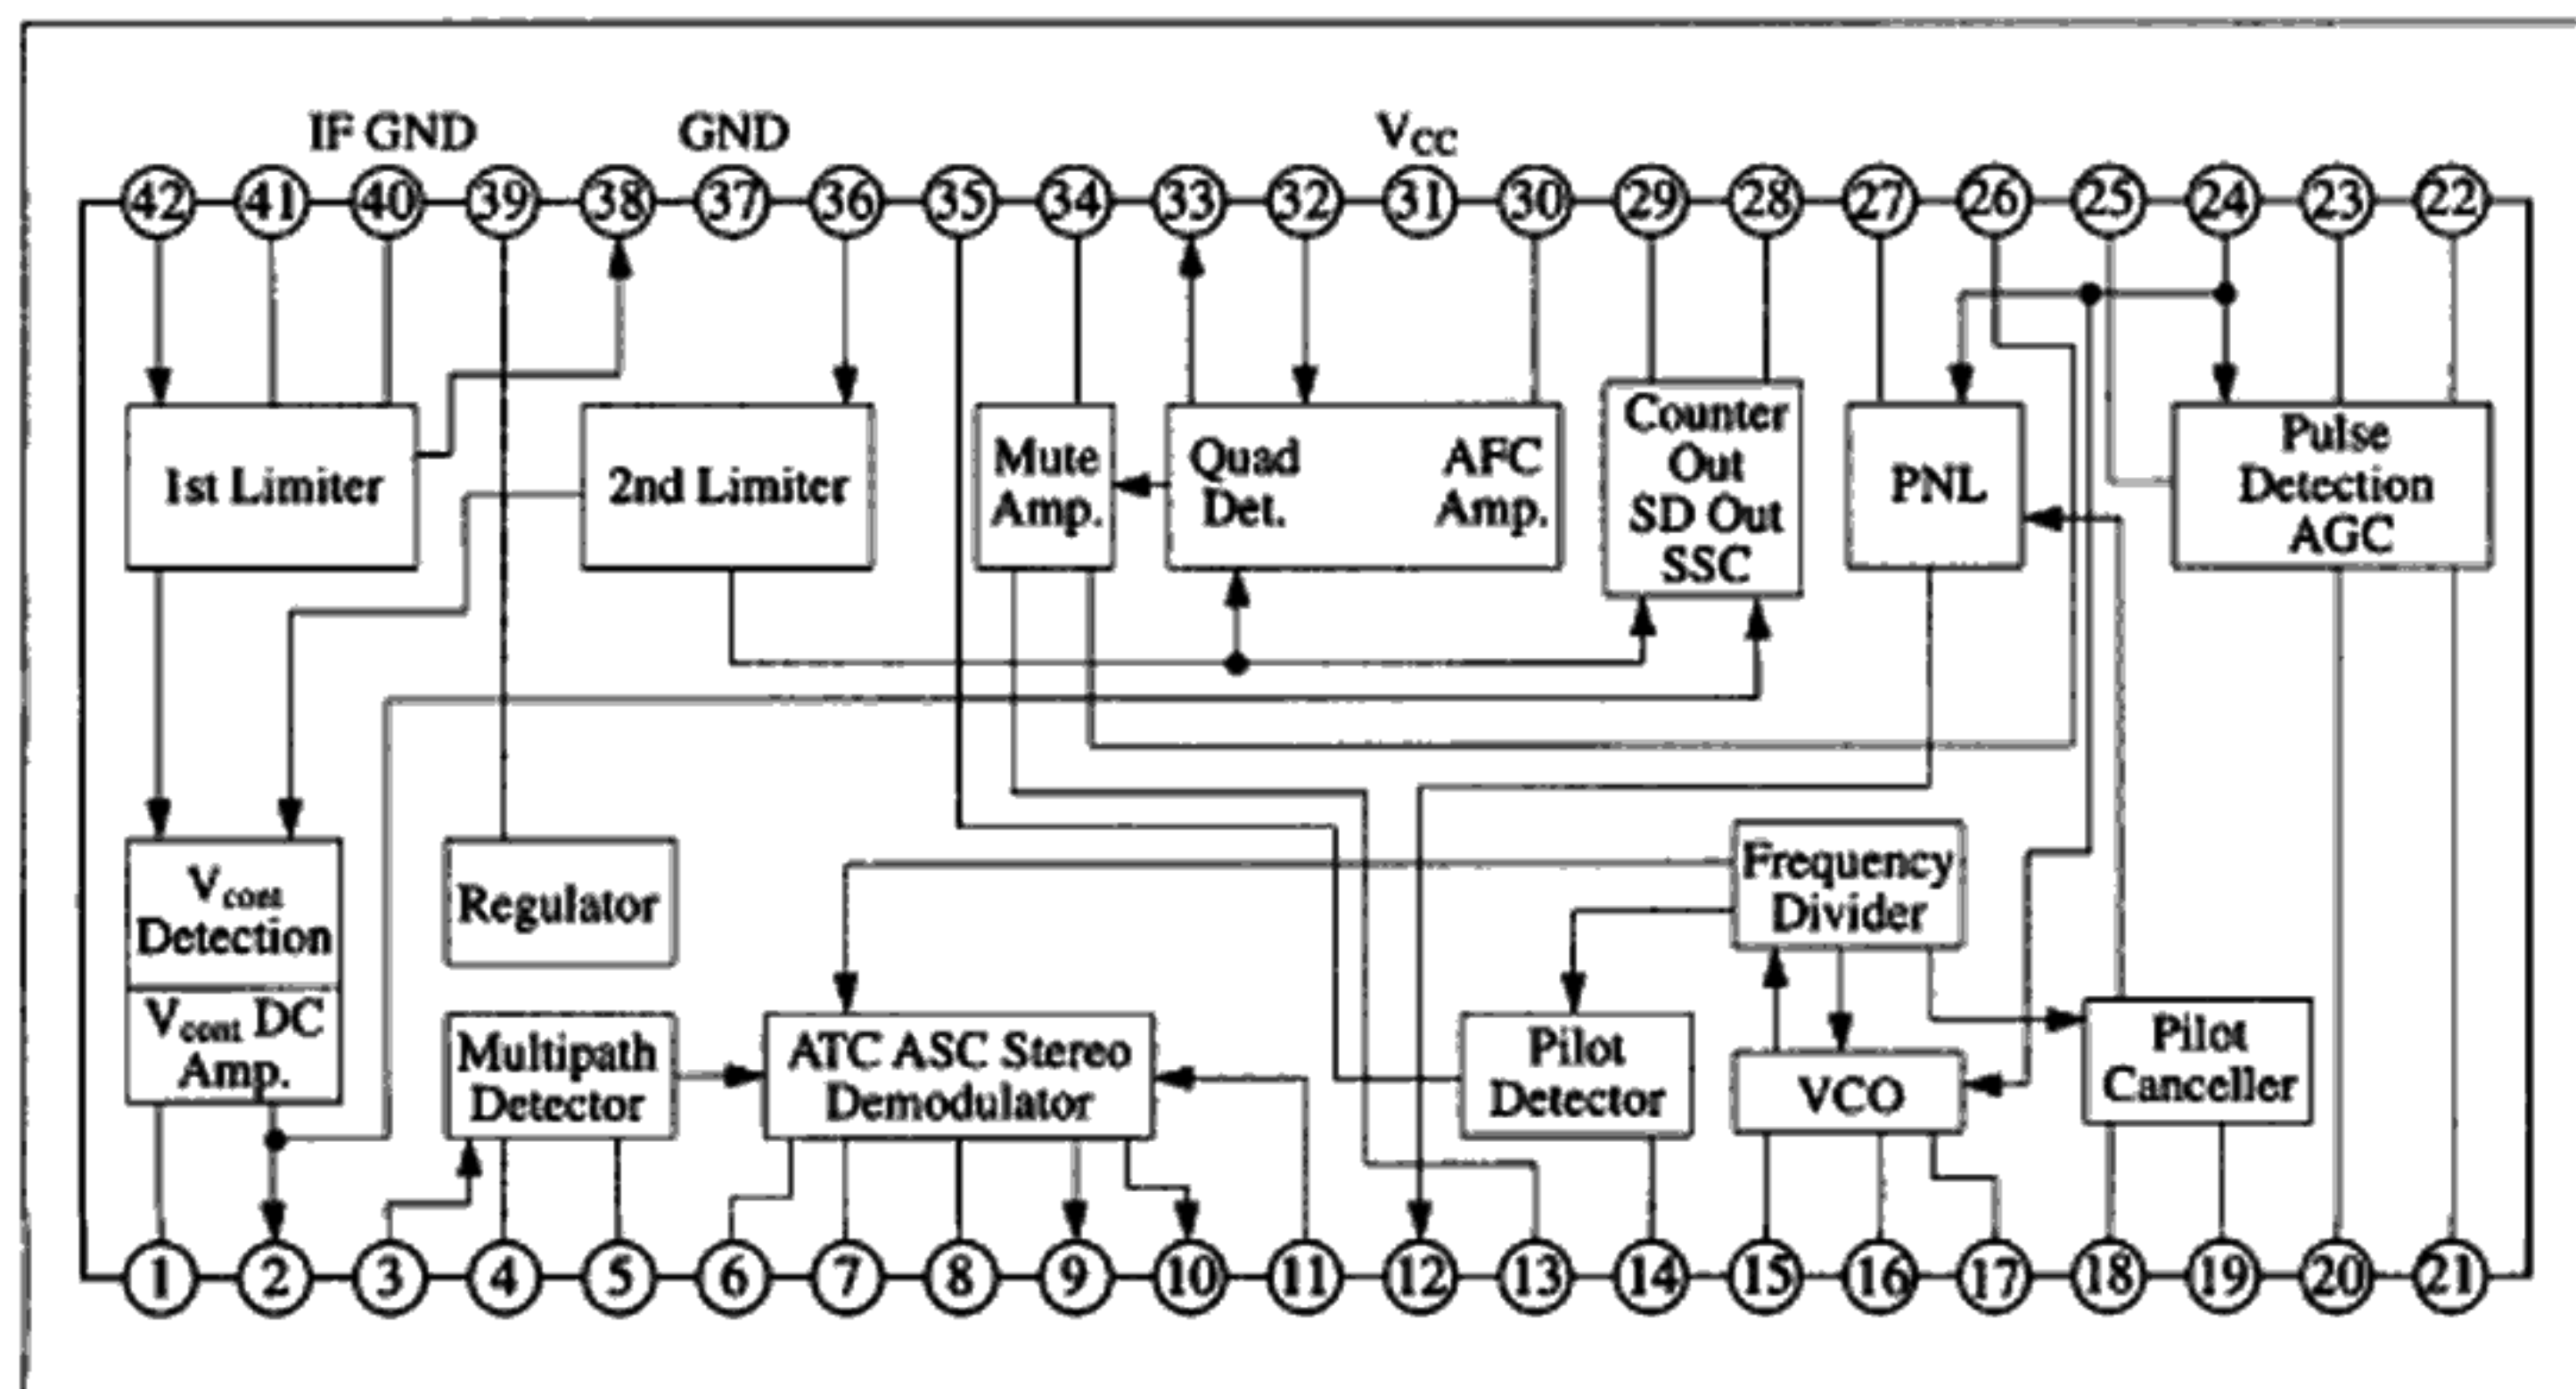 IF GND GND VCC
42 41 40 39 38 37 36 35 34 33 32 31 30 29 28 27 26 25 24 23 22
1st Limiter
2nd Limiter
Mute
Amp.
Quad
Det.
AFC
Amp.
Counter
Out
SD Out
SSC
PNL
Pulse
Detection
AGC
Vcont
Detection
Vcont DC
Amp.
Regulator
Multipath
Detector
ATC ASC Stereo
Demodulator
Pilot
Detector
Frequency
Divider
VCO
Pilot
Canceller
1 2 3 4 5 6 7 8 9 10 11 12 13 14 15 16 17 18 19 20 21